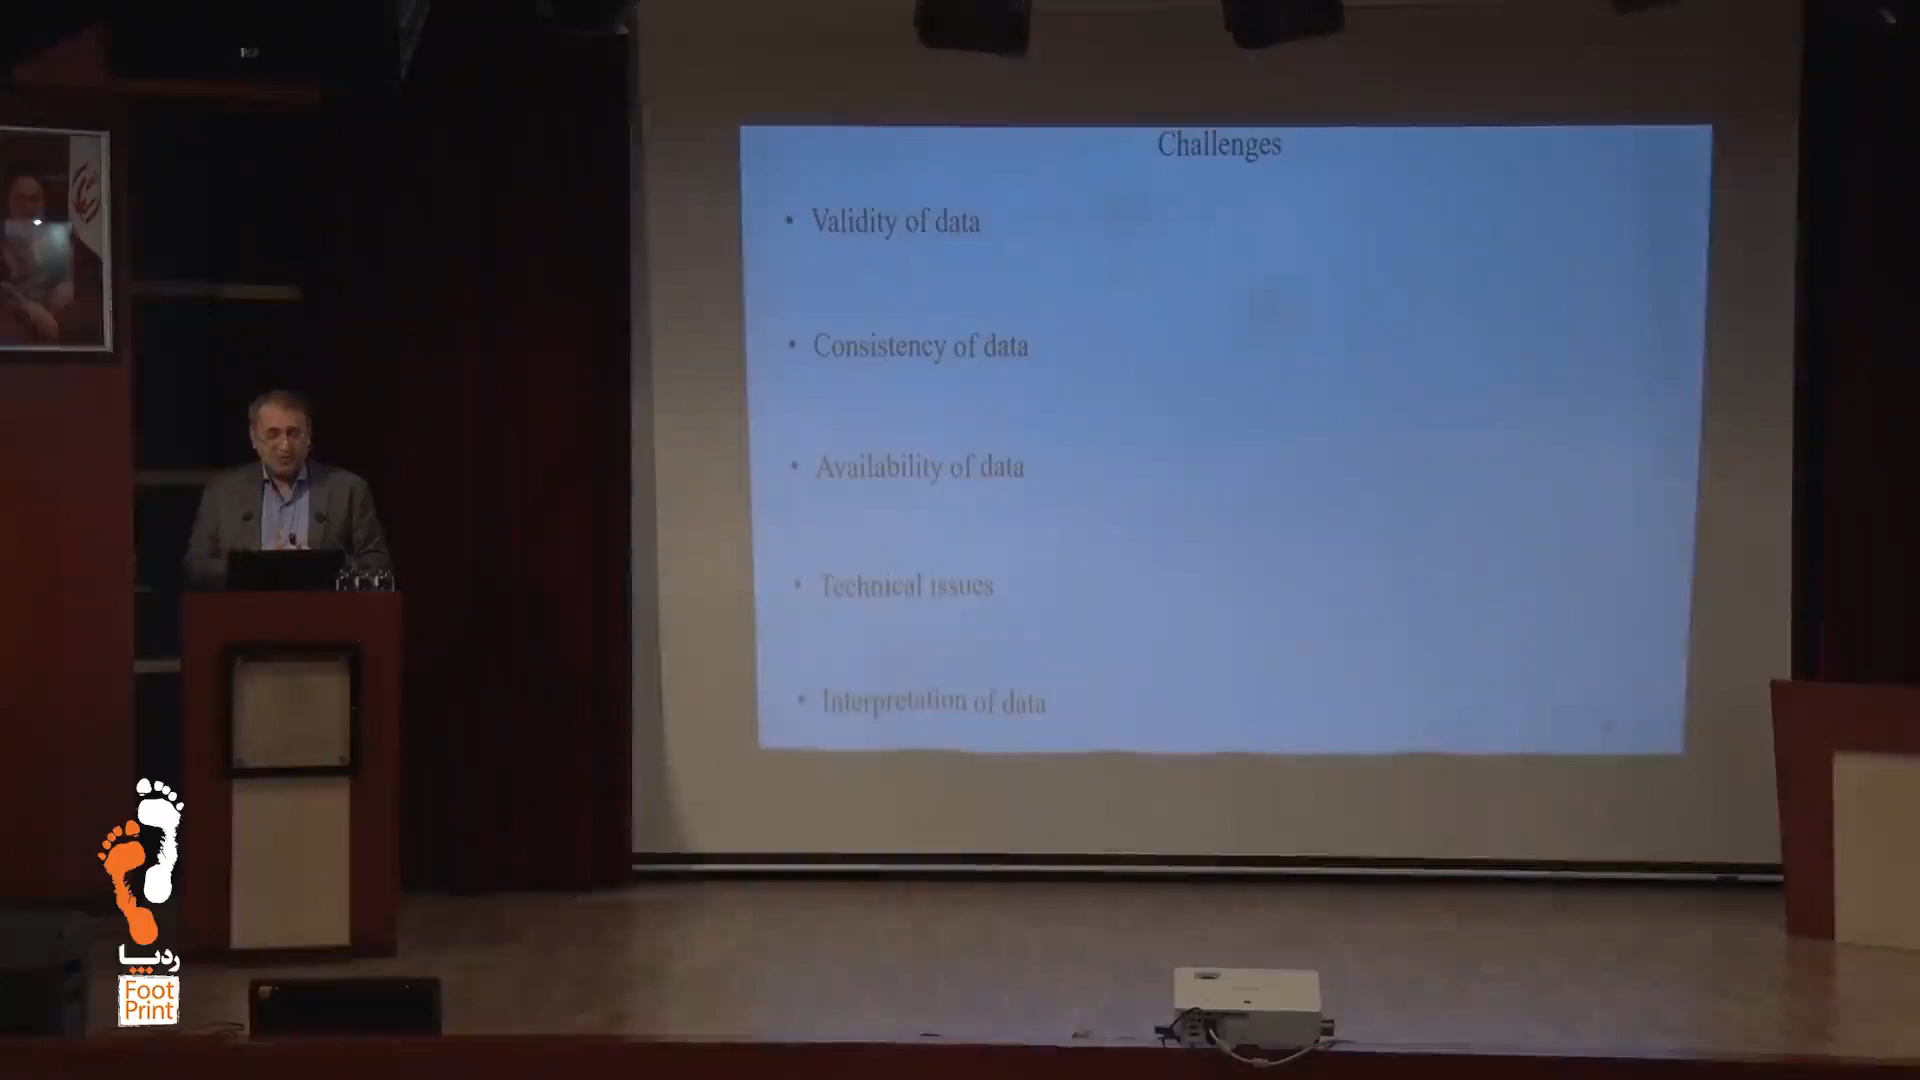 Challenges
• Validity of data
• Consistency of data
• Availability of data
• Technical issues
• Interpretation of data
ردپا
Foot
Print